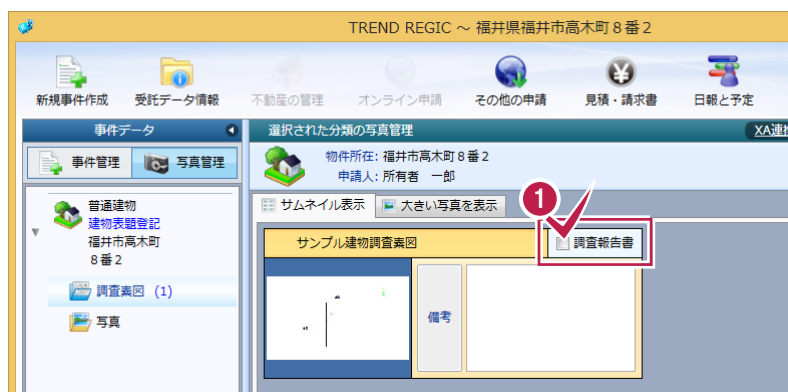 TREND REGIC ～ 福井県福井市高木町８番２
新規事件作成 受託データ情報 不動産の管理 オンライン申請 その他の申請 見積・請求書 日報と予定
事件データ
選択された分類の写真管理
事件管理 写真管理
物件所在: 福井市高木町８番２
申請人: 所有者　一郎
普通建物
建物表題登記
福井市高木町
８番２
調査素図 (1)
写真
サムネイル表示 大きい写真を表示
1
サンプル建物調査素図
調査報告書
備考